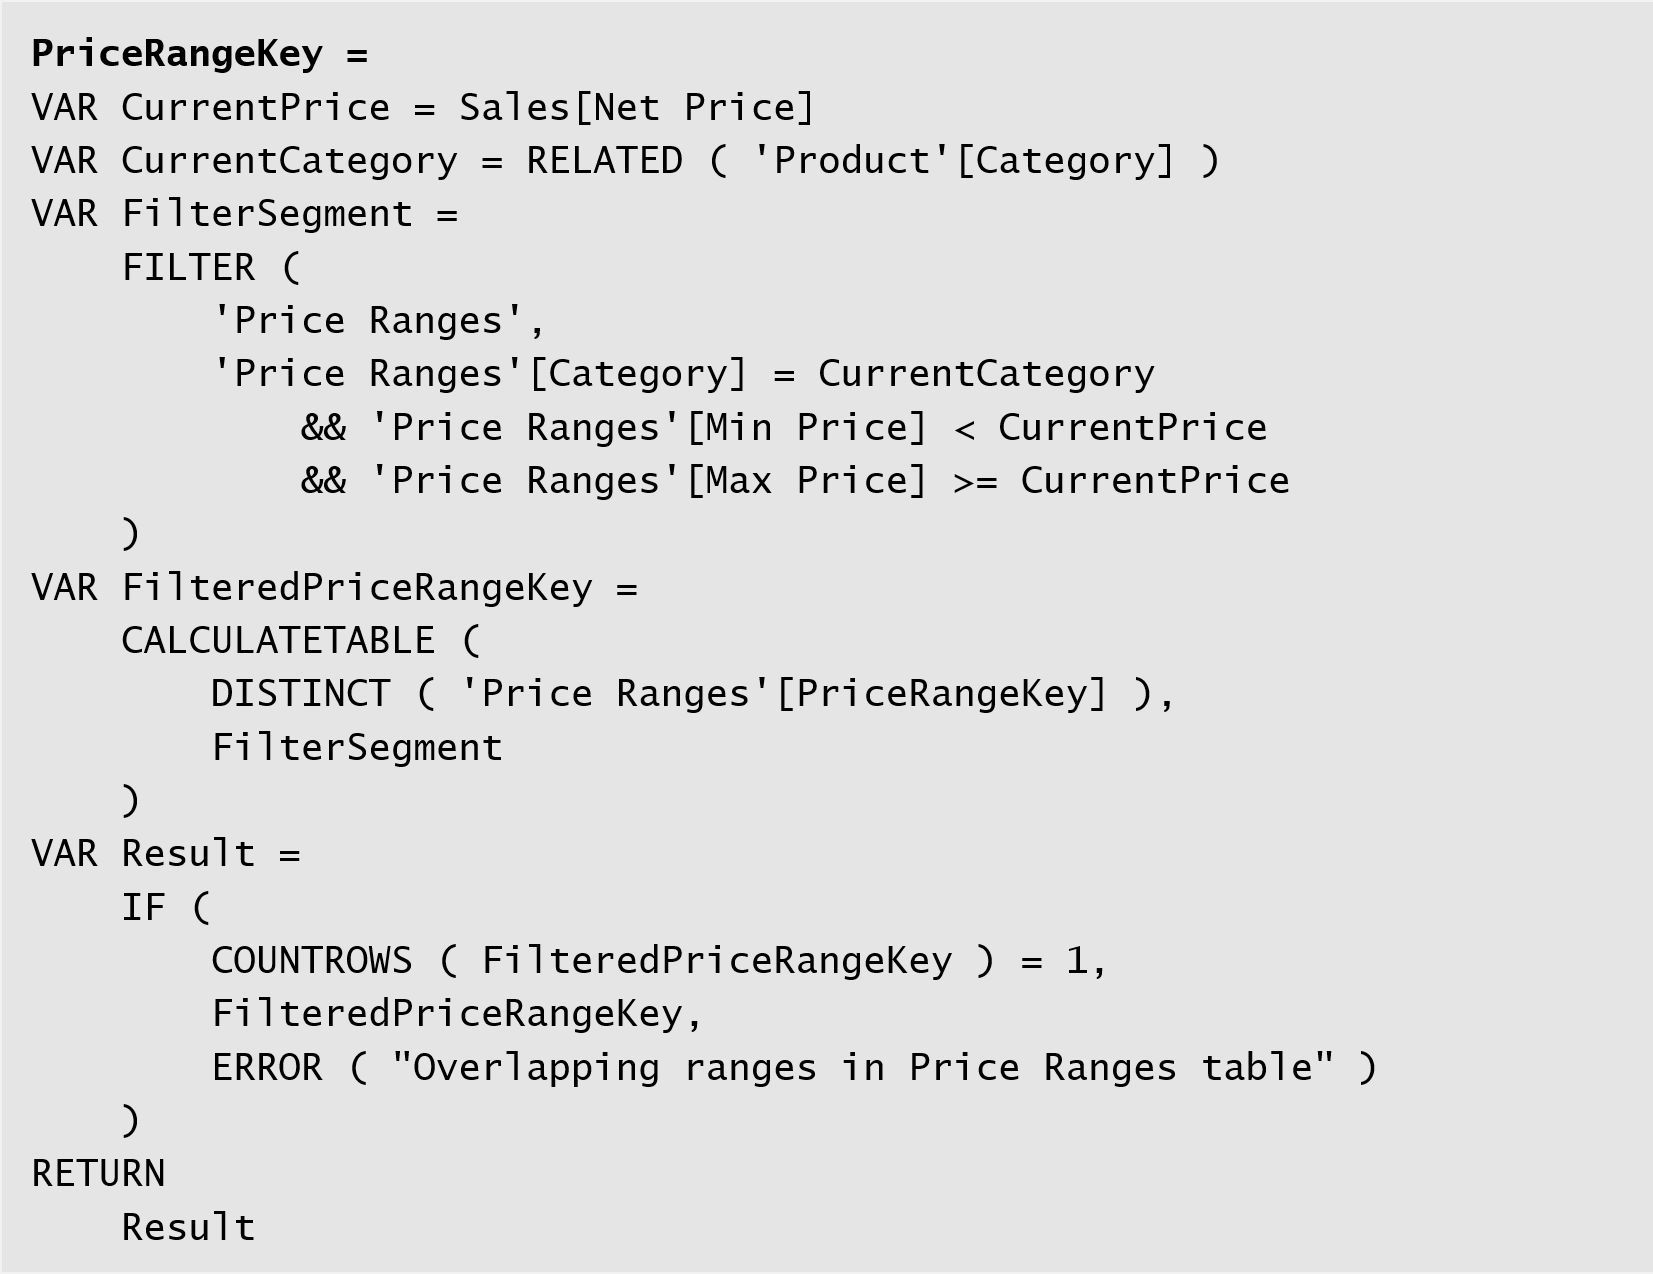 PriceRangeKey =
VAR CurrentPrice = Sales[Net Price]
VAR CurrentCategory = RELATED ( 'Product'[Category] )
VAR FilterSegment =
    FILTER (
        'Price Ranges',
        'Price Ranges'[Category] = CurrentCategory
            && 'Price Ranges'[Min Price] < CurrentPrice
            && 'Price Ranges'[Max Price] >= CurrentPrice
    )
VAR FilteredPriceRangeKey =
    CALCULATETABLE (
        DISTINCT ( 'Price Ranges'[PriceRangeKey] ),
        FilterSegment
    )
VAR Result =
    IF (
        COUNTROWS ( FilteredPriceRangeKey ) = 1,
        FilteredPriceRangeKey,
        ERROR ( "Overlapping ranges in Price Ranges table" )
    )
RETURN
    Result